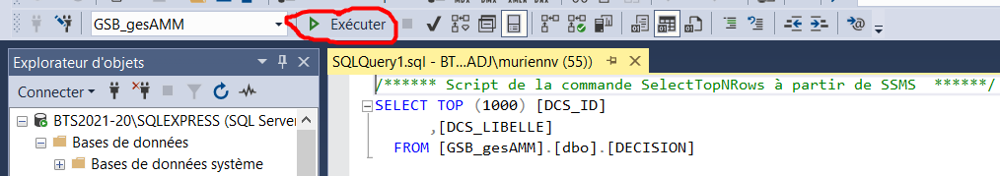 GSB_gesAMM
Exécuter
Explorateur d'objets
SQLQuery1.sql - BT...ADJ\muriennv (55))
Connecter
/****** Script de la commande SelectTopNRows à partir de SSMS  ******/
SELECT TOP (1000) [DCS_ID]
BTS2021-20\SQLEXPRESS (SQL Server
,[DCS_LIBELLE]
Bases de données
FROM [GSB_gesAMM].[dbo].[DECISION]
Bases de données système